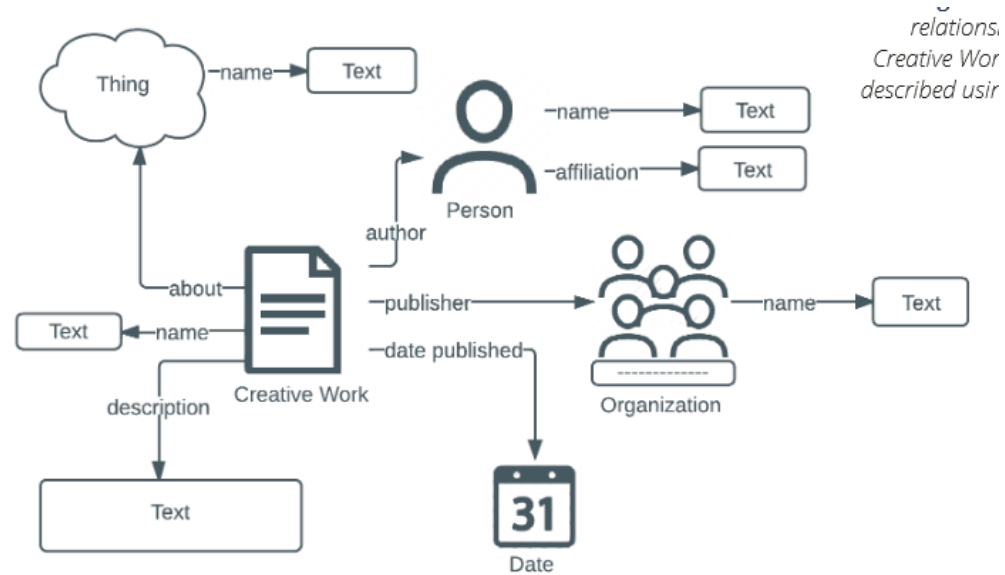 relations
Creative Wor
described usin
Thing
name
Text
name
Text
affiliation
Text
Person
author
about
publisher
name
Text
Text
name
date published
Creative Work
description
Organization
Text
31
Date